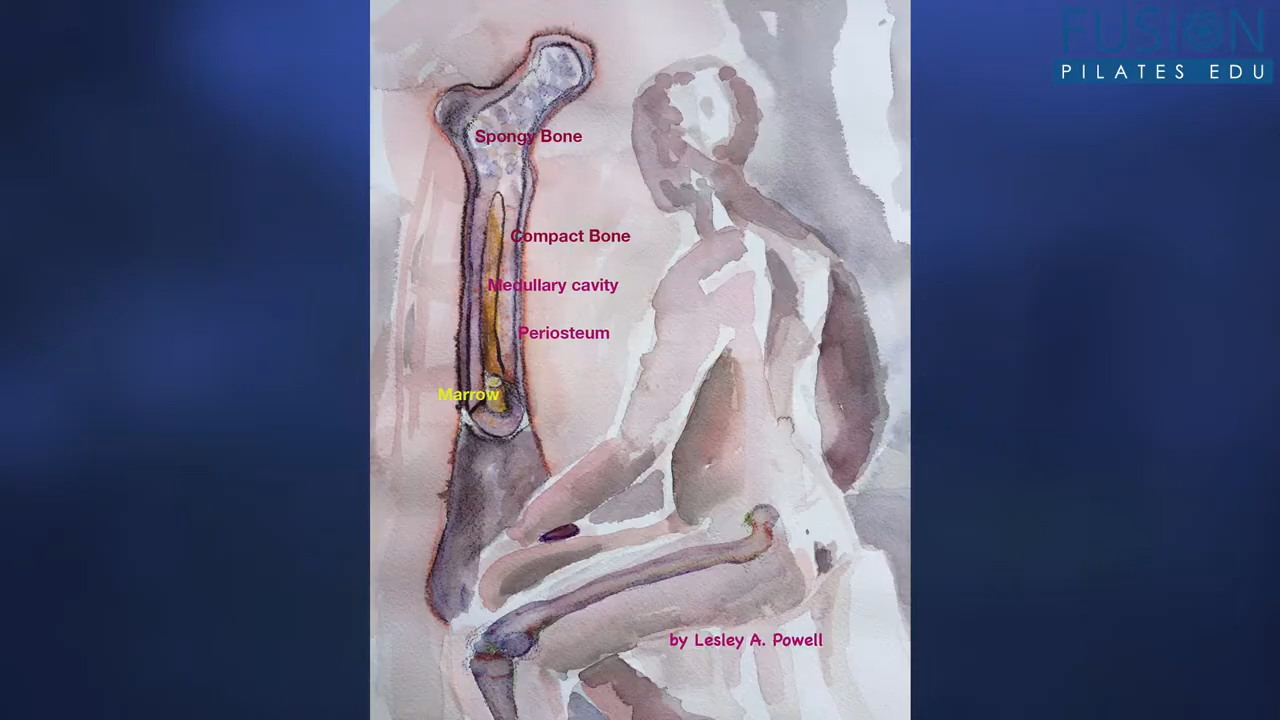 FUSION
PILATES EDU
Spongy Bone
Compact Bone
Medullary cavity
Periosteum
Marrow
by Lesley A. Powell